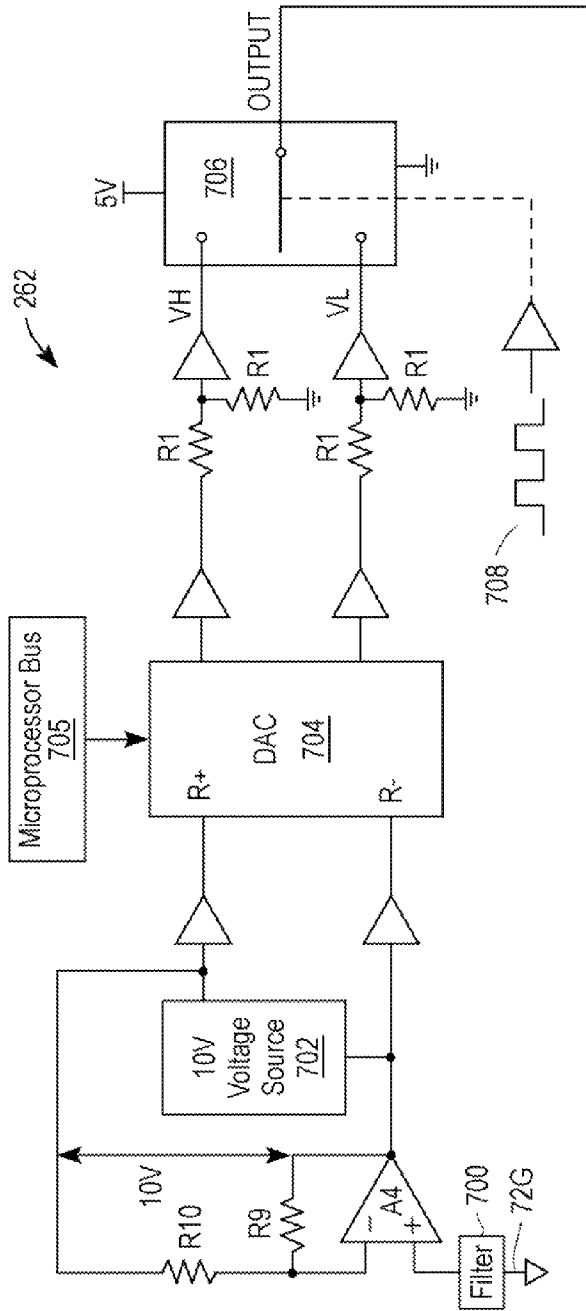 262
Microprocessor Bus
705
5V
10V
R10
R9
10V
Voltage
Source
702
R+
R-
DAC
704
R1
R1
VH
706
OUTPUT
R1
R1
VL
−
+
A4
Filter
700
72G
708